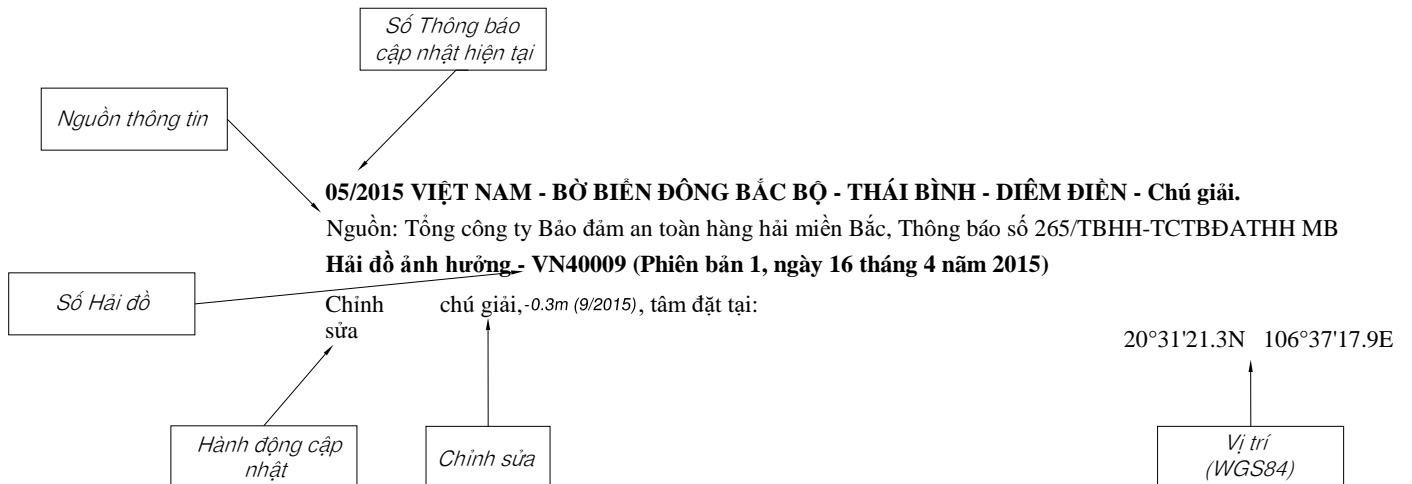 Số Thông báo
cập nhật hiện tại
Nguồn thông tin
05/2015 VIỆT NAM - BỜ BIỂN ĐÔNG BẮC BỘ - THÁI BÌNH - DIÊM ĐIỀN - Chú giải.
Nguồn: Tổng công ty Bảo đảm an toàn hàng hải miền Bắc, Thông báo số 265/TBHH-TCTBĐATHH MB
Hải đồ ảnh hưởng - VN40009 (Phiên bản 1, ngày 16 tháng 4 năm 2015)
Số Hải đồ
Chỉnh sửa chú giải, -0.3m (9/2015), tâm đặt tại:
20°31'21.3N 106°37'17.9E
Hành động cập
nhật
Chỉnh sửa
Vị trí
(WGS84)